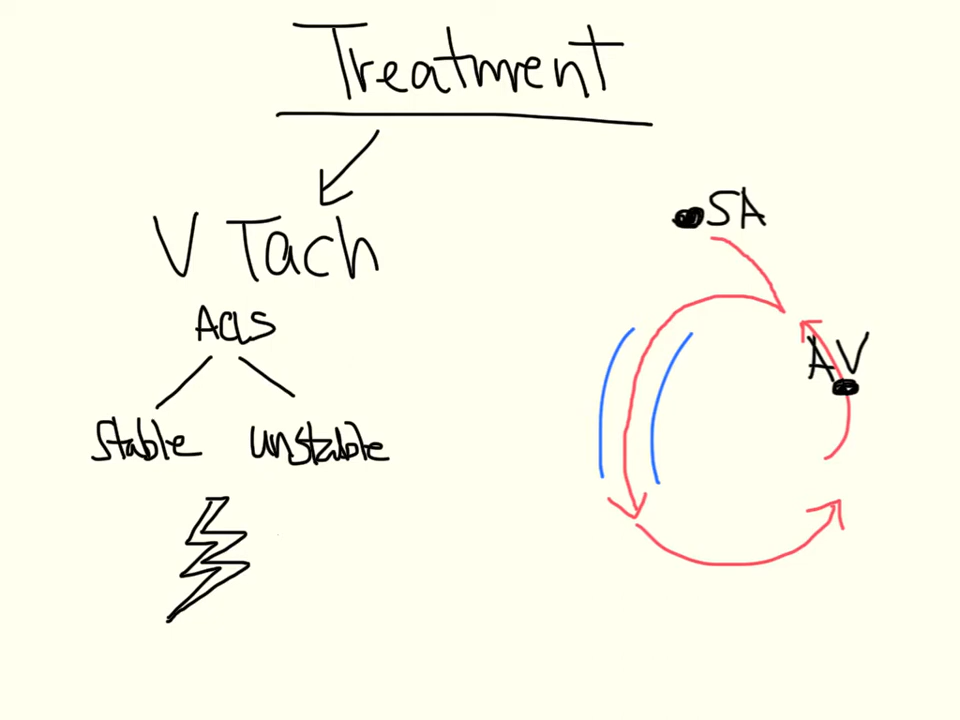 Treatment
V Tach
ACLS
Stable unstable
SA
AV